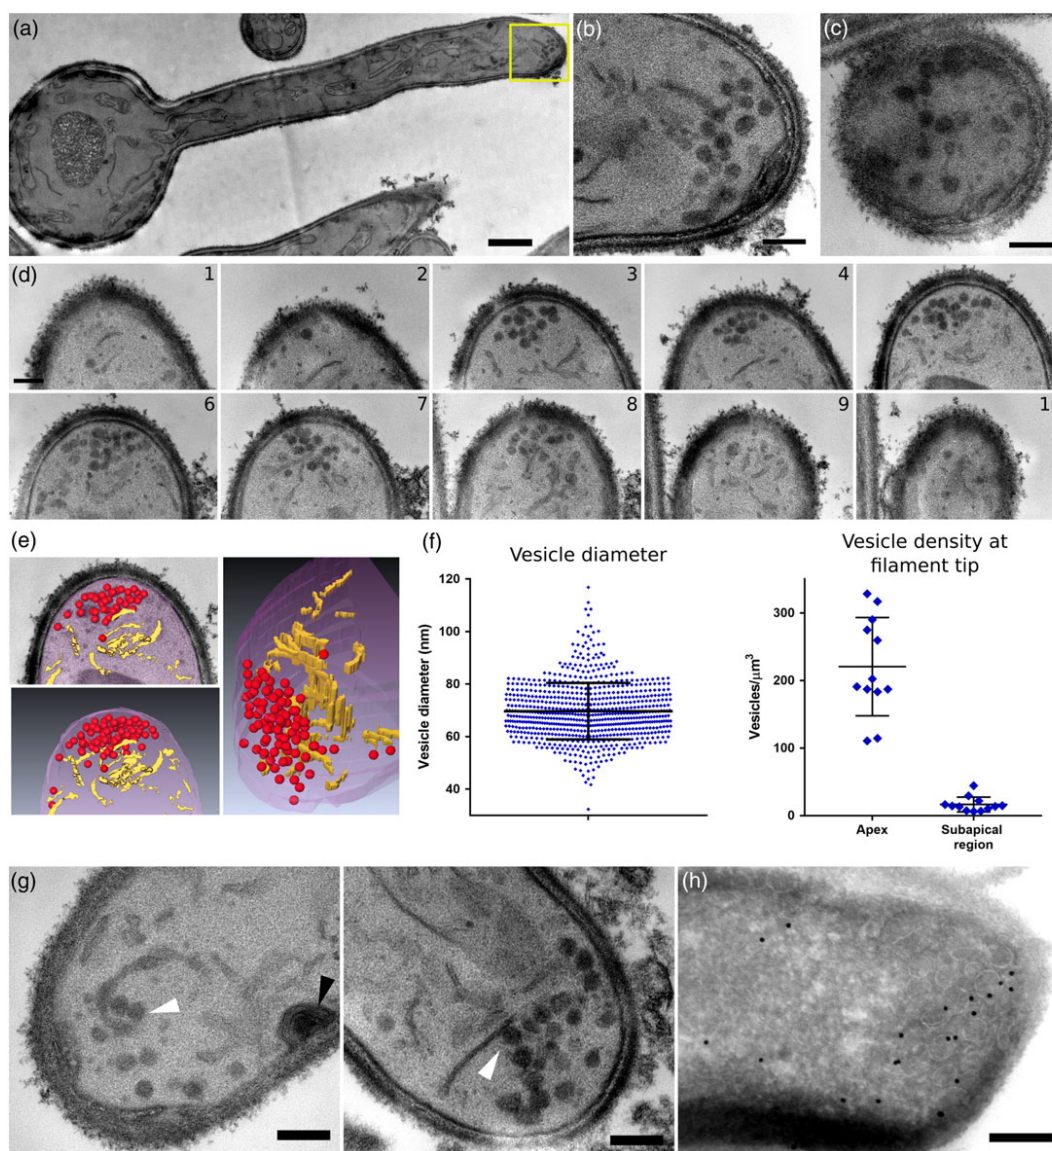 (a)
(b)
(c)
(d)
1
2
3
4
6
7
8
9
1
(e)
(f)
Vesicle diameter
Vesicle density at
filament tip
Vesicle diameter (nm)
120
100
80
60
40
Vesicles/μm³
300
200
100
0
Apex
Subapical
region
(g)
(h)